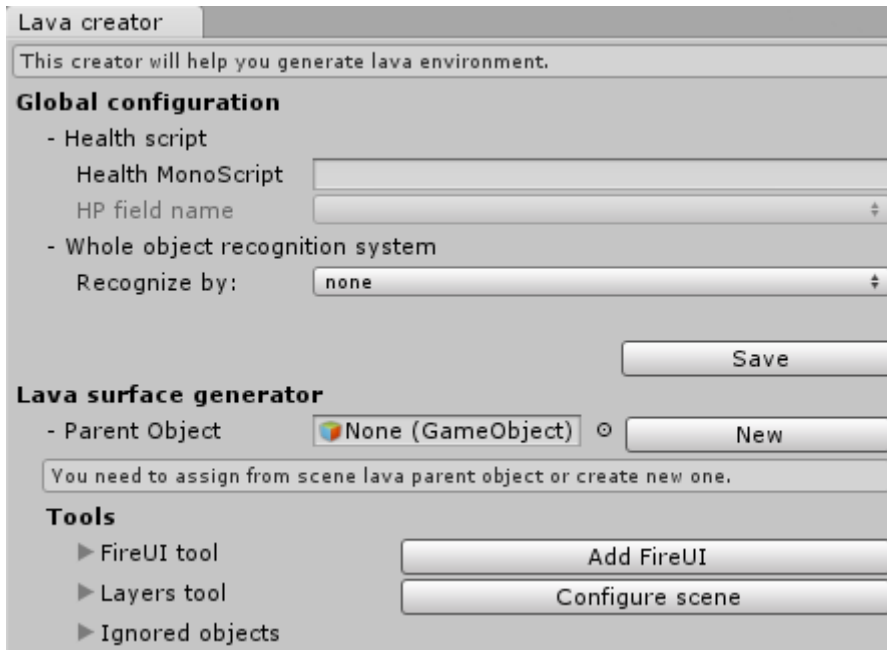 Lava creator
This creator will help you generate lava environment.
Global configuration
- Health script
Health MonoScript
HP field name
- Whole object recognition system
Recognize by: none
Save
Lava surface generator
- Parent Object None (GameObject) New
You need to assign from scene lava parent object or create new one.
Tools
FireUI tool Add FireUI
Layers tool Configure scene
Ignored objects